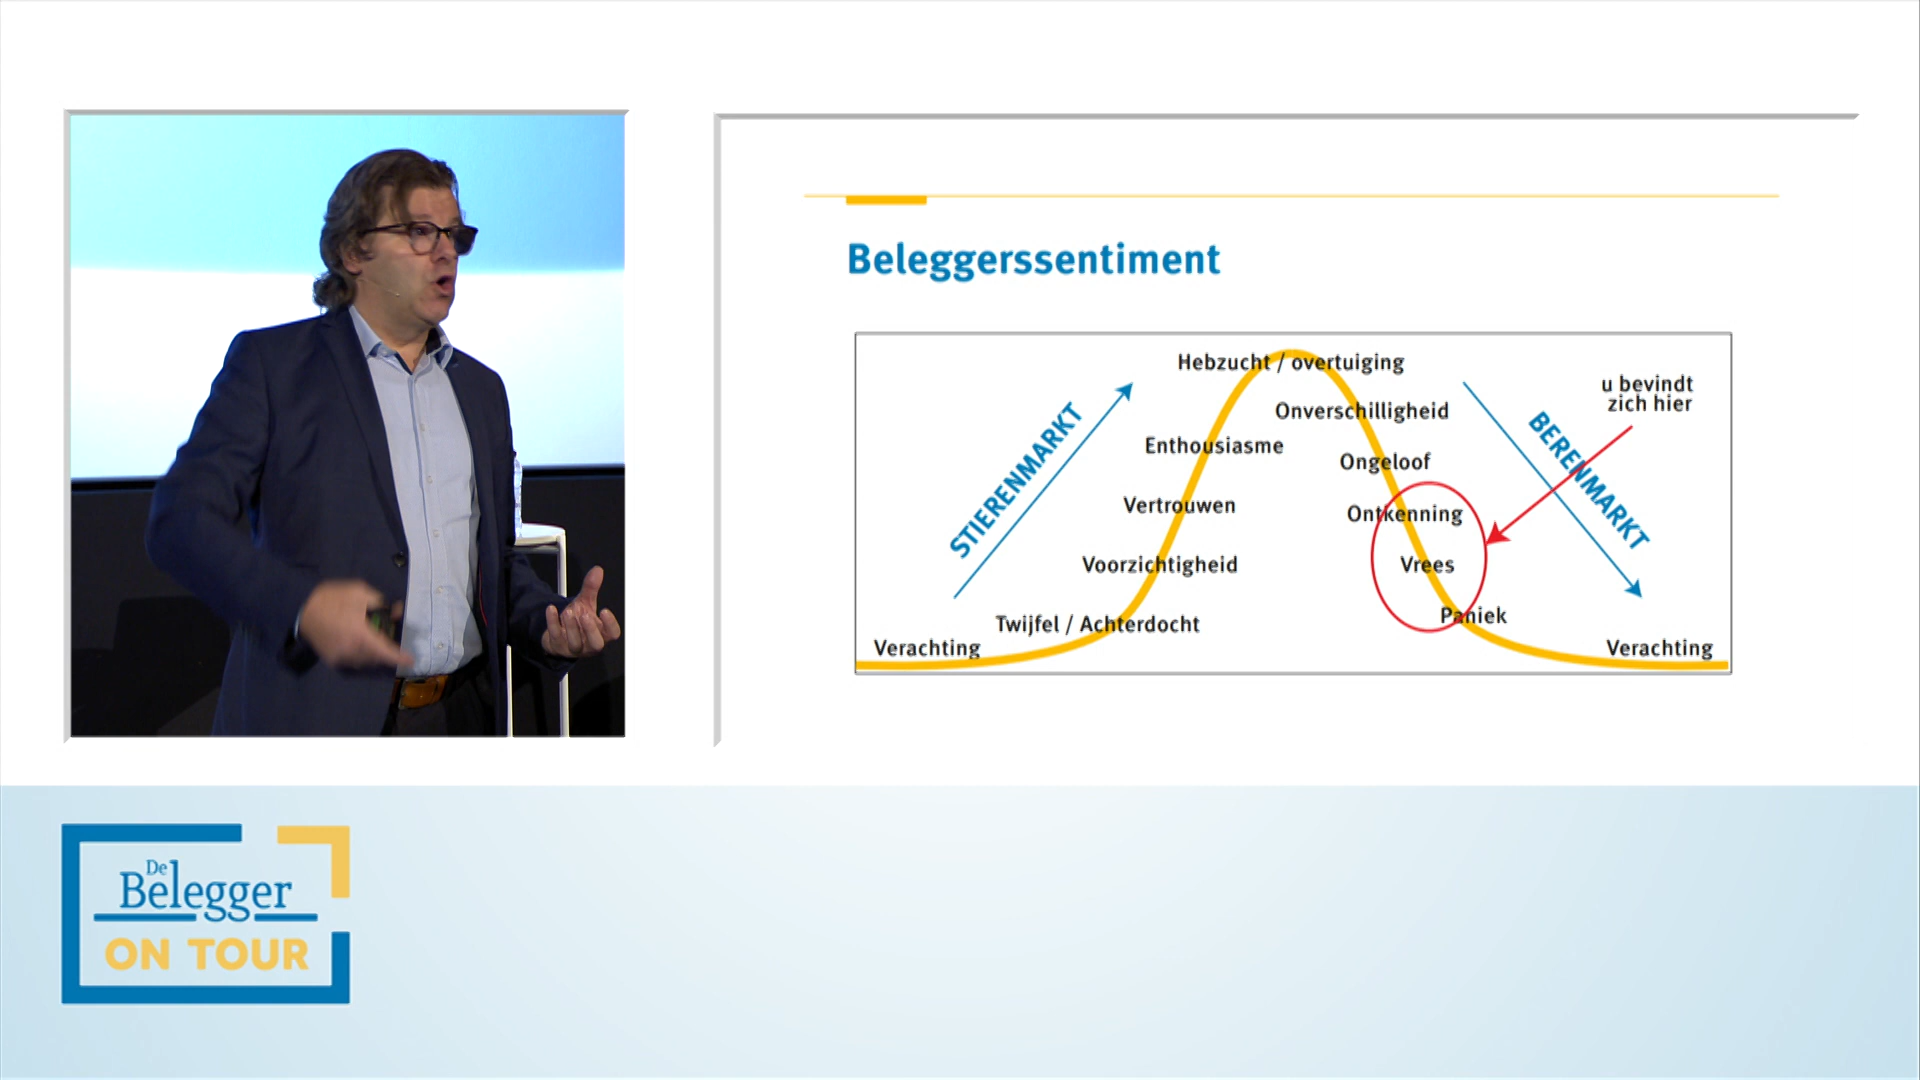 Beleggerssentiment
Hebzucht / overtuiging
u bevindt
zich hier
Onverschilligheid
STIERENMARKT
BERENMARKT
Enthousiasme
Ongeloof
Vertrouwen
Ontkenning
Voorzichtigheid
Vrees
Twijfel / Achterdocht
Paniek
Verachting
Verachting
De
Belegger
ON TOUR